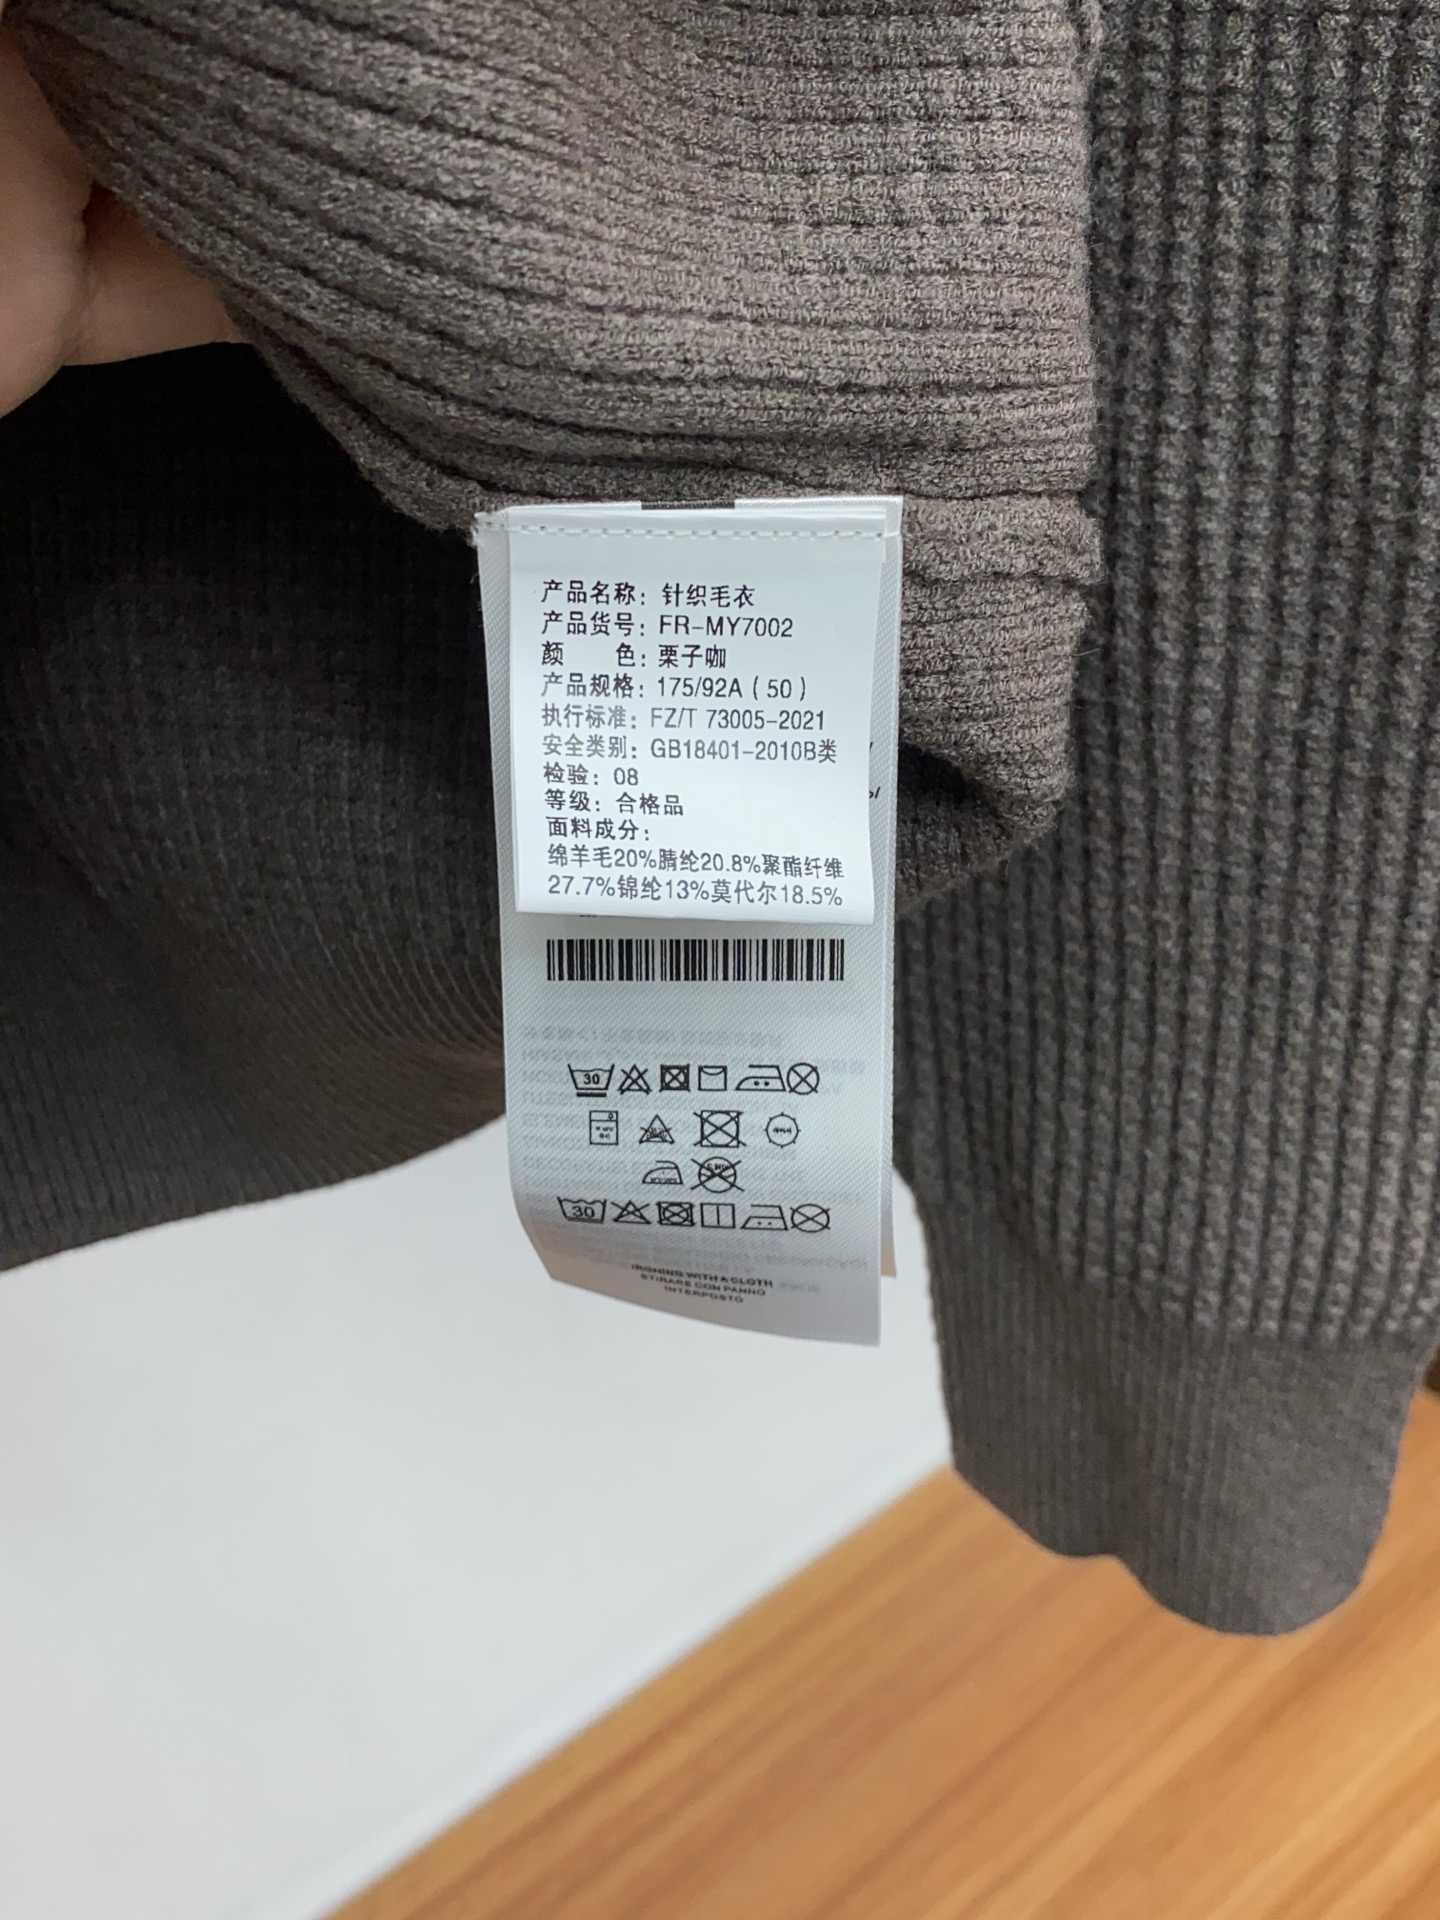 产品名称：针织毛衣
产品货号：FR-MY7002
颜　　色：栗子咖
产品规格：175/92A（50）
执行标准：FZ/T 73005-2021
安全类别：GB18401-2010B类
检验：08
等级：合格品
面料成分：
绵羊毛20%腈纶20.8%聚酯纤维
27.7%锦纶13%莫代尔18.5%
30
30
IRONING WITH A CLOTH
STIRARE CON PANNO
INTERPOSTO